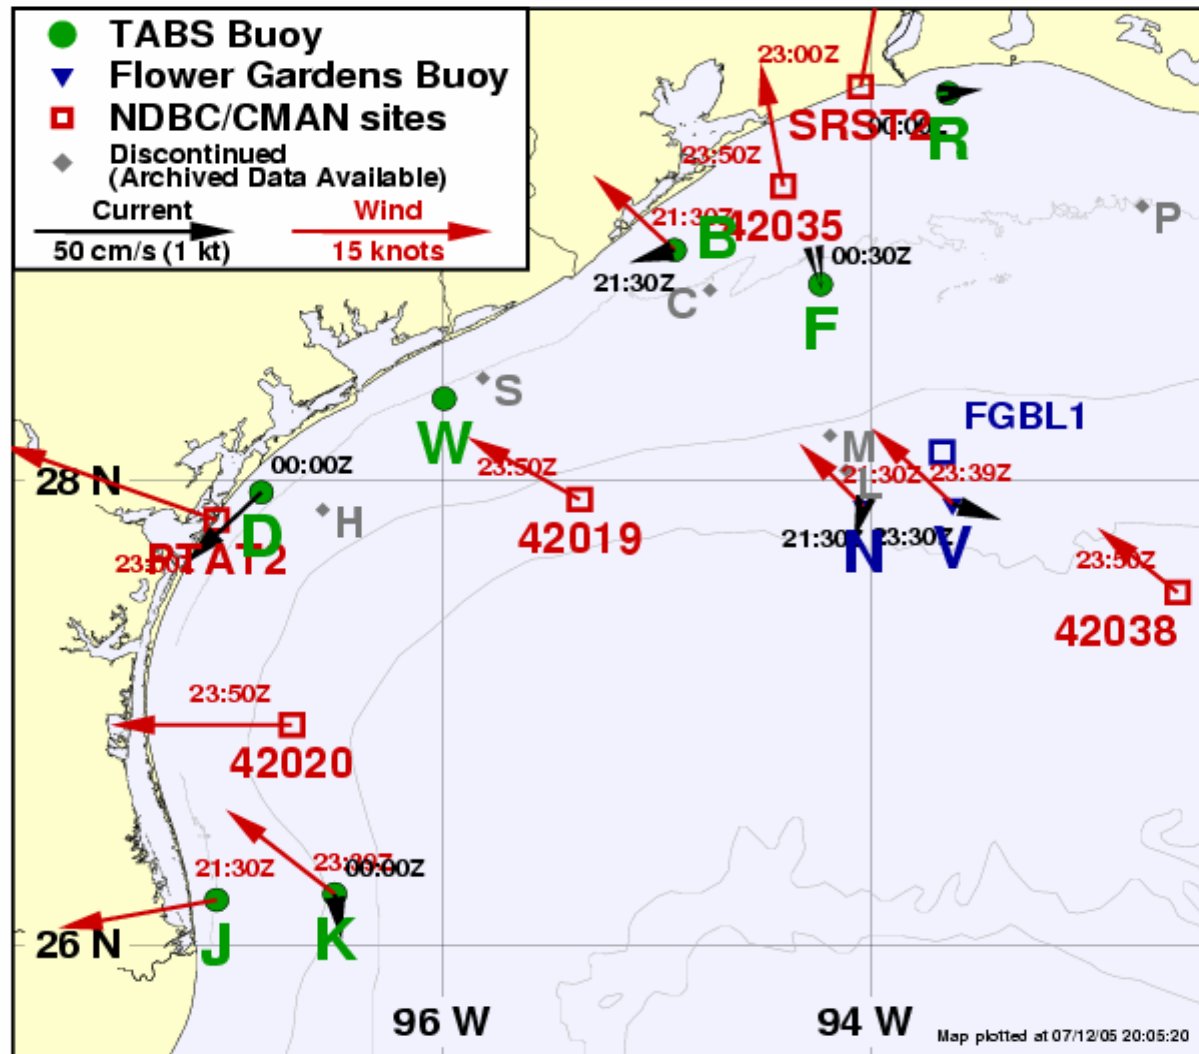 TABS Buoy
Flower Gardens Buoy
NDBC/CMAN sites
Discontinued
(Archived Data Available)
Current Wind
50 cm/s (1 kt) 15 knots
23:00Z
SRST2
00:00Z
R
23:50Z
42035
P
21:30Z
B
21:30Z
00:30Z
C
F
S
W
FGBL1
M
23:50Z
21:30Z
23:39Z
L
00:00Z
28 N
H
D
42019
21:30Z
23:30Z
N
V
PTAT2
23:50Z
42038
23:50Z
42020
21:30Z
00:00Z
J
K
26 N
96 W
94 W
Map plotted at 07/12/05 20:05:20